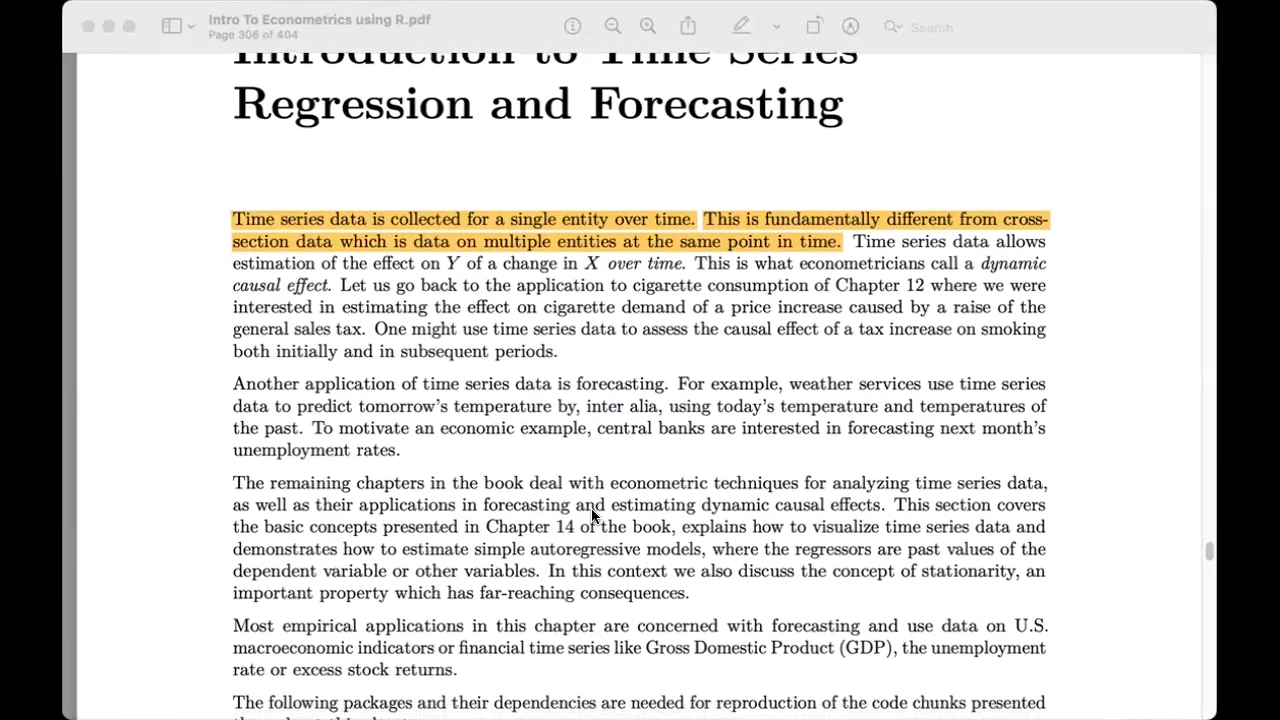 Intro To Econometrics using R.pdf
Page 306 of 404
Search
Introduction to Time Series
Regression and Forecasting
Time series data is collected for a single entity over time. This is fundamentally different from cross-
section data which is data on multiple entities at the same point in time. Time series data allows
estimation of the effect on Y of a change in X over time. This is what econometricians call a dynamic
causal effect. Let us go back to the application to cigarette consumption of Chapter 12 where we were
interested in estimating the effect on cigarette demand of a price increase caused by a raise of the
general sales tax. One might use time series data to assess the causal effect of a tax increase on smoking
both initially and in subsequent periods.
Another application of time series data is forecasting. For example, weather services use time series
data to predict tomorrow's temperature by, inter alia, using today's temperature and temperatures of
the past. To motivate an economic example, central banks are interested in forecasting next month's
unemployment rates.
The remaining chapters in the book deal with econometric techniques for analyzing time series data,
as well as their applications in forecasting and estimating dynamic causal effects. This section covers
the basic concepts presented in Chapter 14 of the book, explains how to visualize time series data and
demonstrates how to estimate simple autoregressive models, where the regressors are past values of the
dependent variable or other variables. In this context we also discuss the concept of stationarity, an
important property which has far-reaching consequences.
Most empirical applications in this chapter are concerned with forecasting and use data on U.S.
macroeconomic indicators or financial time series like Gross Domestic Product (GDP), the unemployment
rate or excess stock returns.
The following packages and their dependencies are needed for reproduction of the code chunks presented